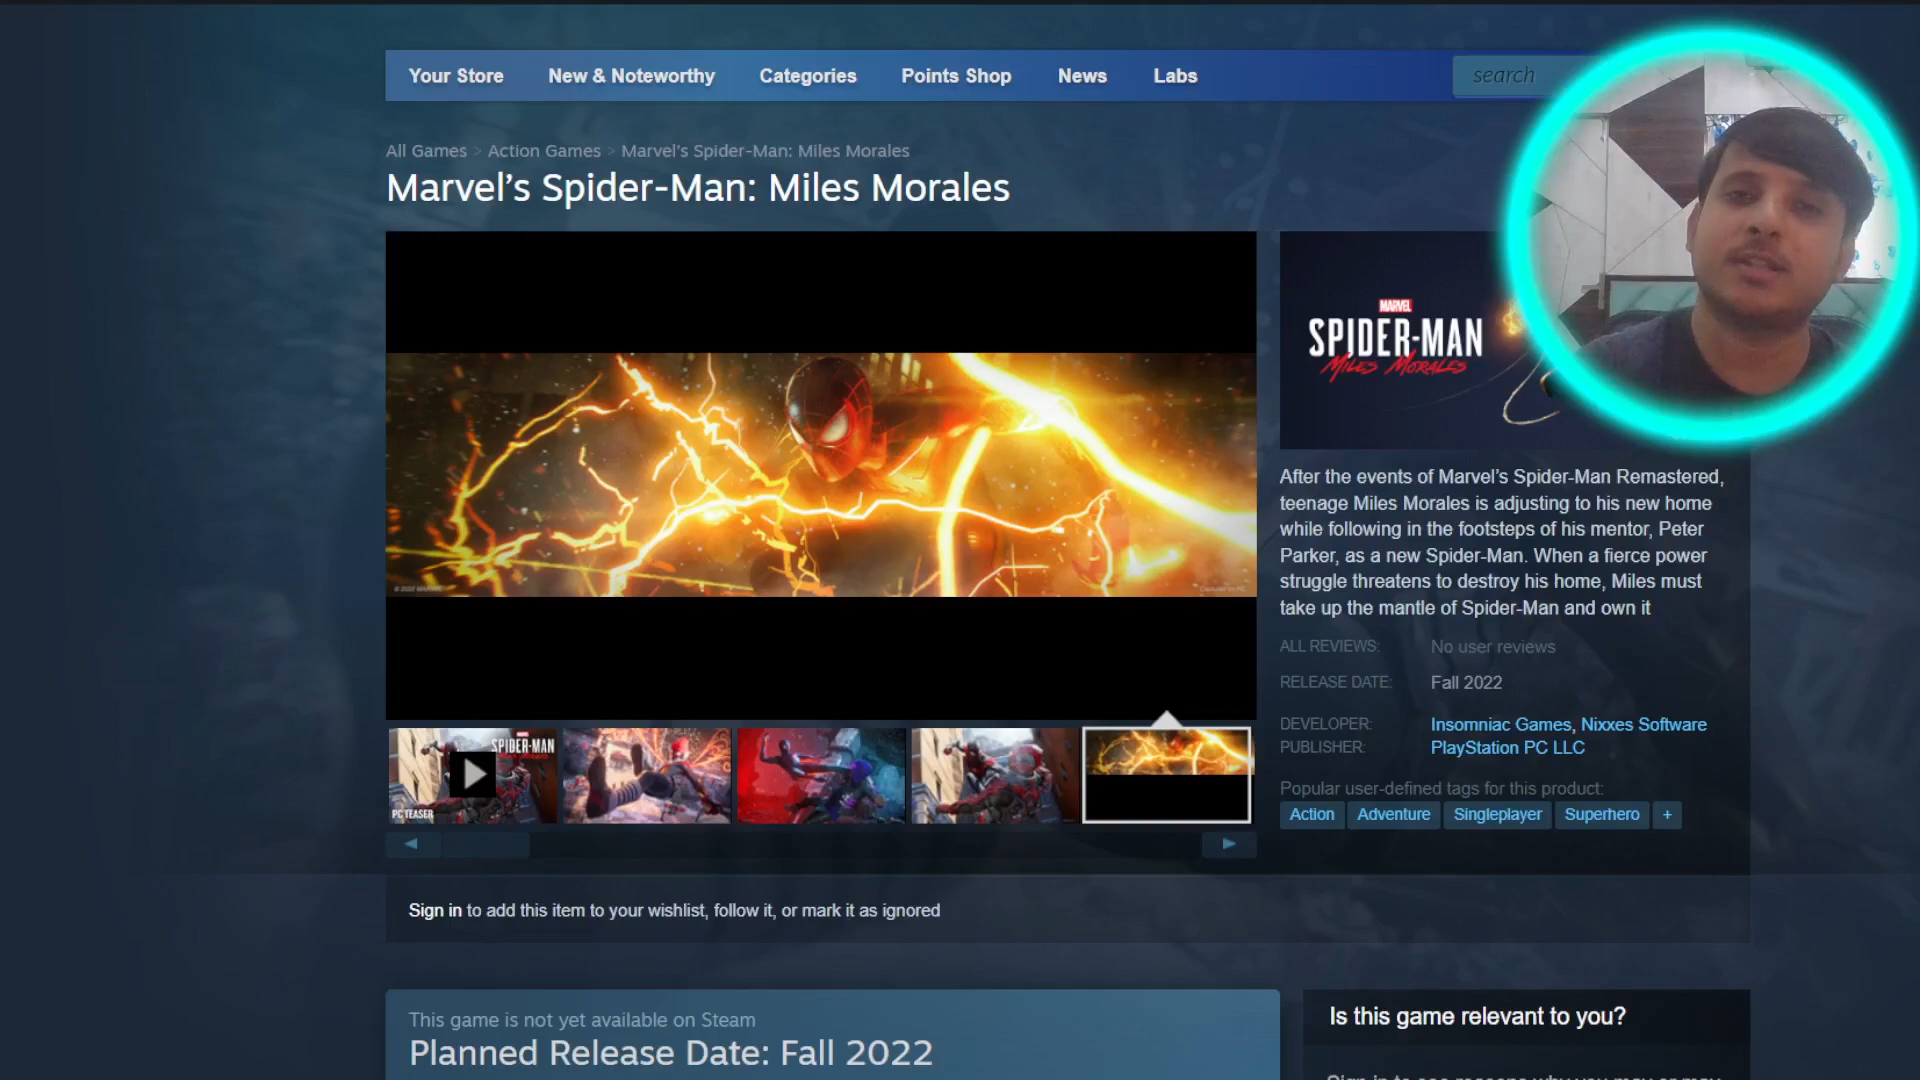 Your Store New & Noteworthy Categories Points Shop News Labs search
All Games > Action Games > Marvel's Spider-Man: Miles Morales
Marvel's Spider-Man: Miles Morales
© 2022 MARVEL
MARVEL
SPIDER-MAN
MILES MORALES
After the events of Marvel's Spider-Man Remastered,
teenage Miles Morales is adjusting to his new home
while following in the footsteps of his mentor, Peter
Parker, as a new Spider-Man. When a fierce power
struggle threatens to destroy his home, Miles must
take up the mantle of Spider-Man and own it
ALL REVIEWS: No user reviews
RELEASE DATE: Fall 2022
DEVELOPER: Insomniac Games, Nixxes Software
PUBLISHER: PlayStation PC LLC
Popular user-defined tags for this product:
Action Adventure Singleplayer Superhero +
SPIDER-MAN
PC TEASER
Sign in to add this item to your wishlist, follow it, or mark it as ignored
This game is not yet available on Steam
Planned Release Date: Fall 2022
Is this game relevant to you?